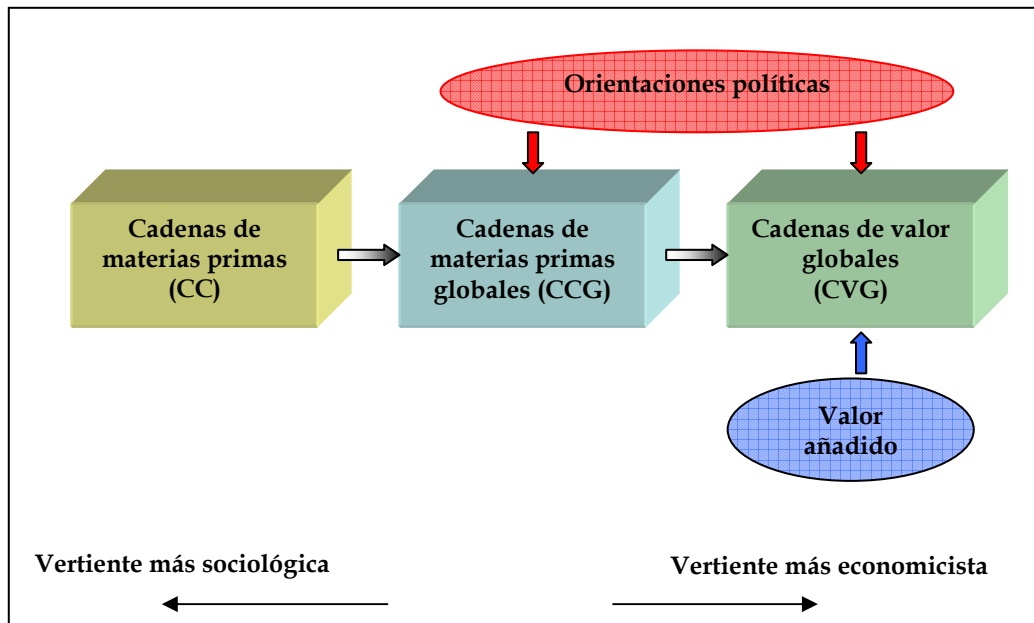 Orientaciones políticas
Cadenas de
materias primas
(CC)
Cadenas de
materias primas
globales (CCG)
Cadenas de valor
globales
(CVG)
Valor
añadido
Vertiente más sociológica
Vertiente más economicista